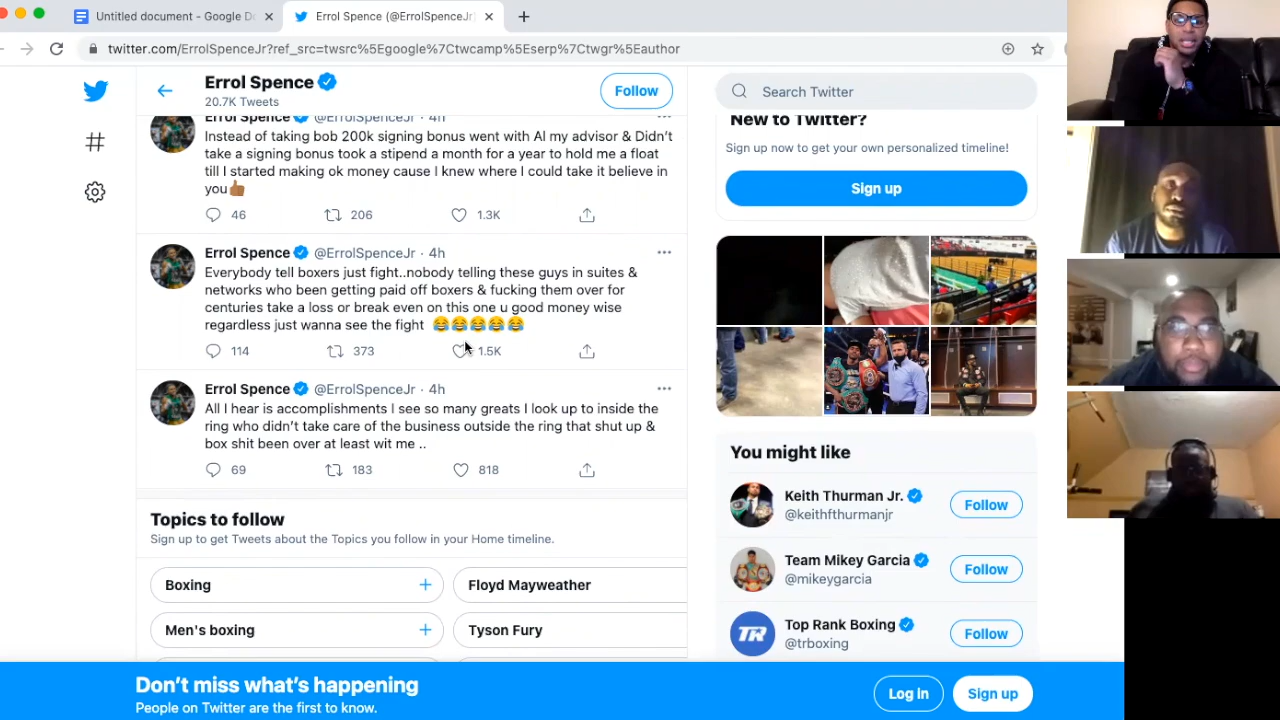 Untitled document - Google Do
Errol Spence (@ErrolSpenceJr)
twitter.com/ErrolSpenceJr?ref_src=twsrc%5Egoogle%7Ctwcamp%5Eserp%7Ctwgr%5Eauthor
Errol Spence
20.7K Tweets
Follow
Errol Spence @ErrolSpenceJr · 4h
Instead of taking bob 200k signing bonus went with Al my advisor & Didn't
take a signing bonus took a stipend a month for a year to hold me a float
till I started making ok money cause I knew where I could take it believe in
you👍🏾
46 206 1.3K
Errol Spence @ErrolSpenceJr · 4h
Everybody tell boxers just fight..nobody telling these guys in suites &
networks who been getting paid off boxers & fucking them over for
centuries take a loss or break even on this one u good money wise
regardless just wanna see the fight 😂😂😂😂😂
114 373 1.5K
Errol Spence @ErrolSpenceJr · 4h
All I hear is accomplishments I see so many greats I look up to inside the
ring who didn't take care of the business outside the ring that shut up &
box shit been over at least wit me ..
69 183 818
Topics to follow
Sign up to get Tweets about the Topics you follow in your Home timeline.
Boxing +
Floyd Mayweather
Men's boxing +
Tyson Fury
Search Twitter
New to Twitter?
Sign up now to get your own personalized timeline!
Sign up
You might like
Keith Thurman Jr.
@keithfthurmanjr
Follow
Team Mikey Garcia
@mikeygarcia
Follow
TR
Top Rank Boxing
@trboxing
Follow
Don't miss what's happening
People on Twitter are the first to know.
Log in
Sign up